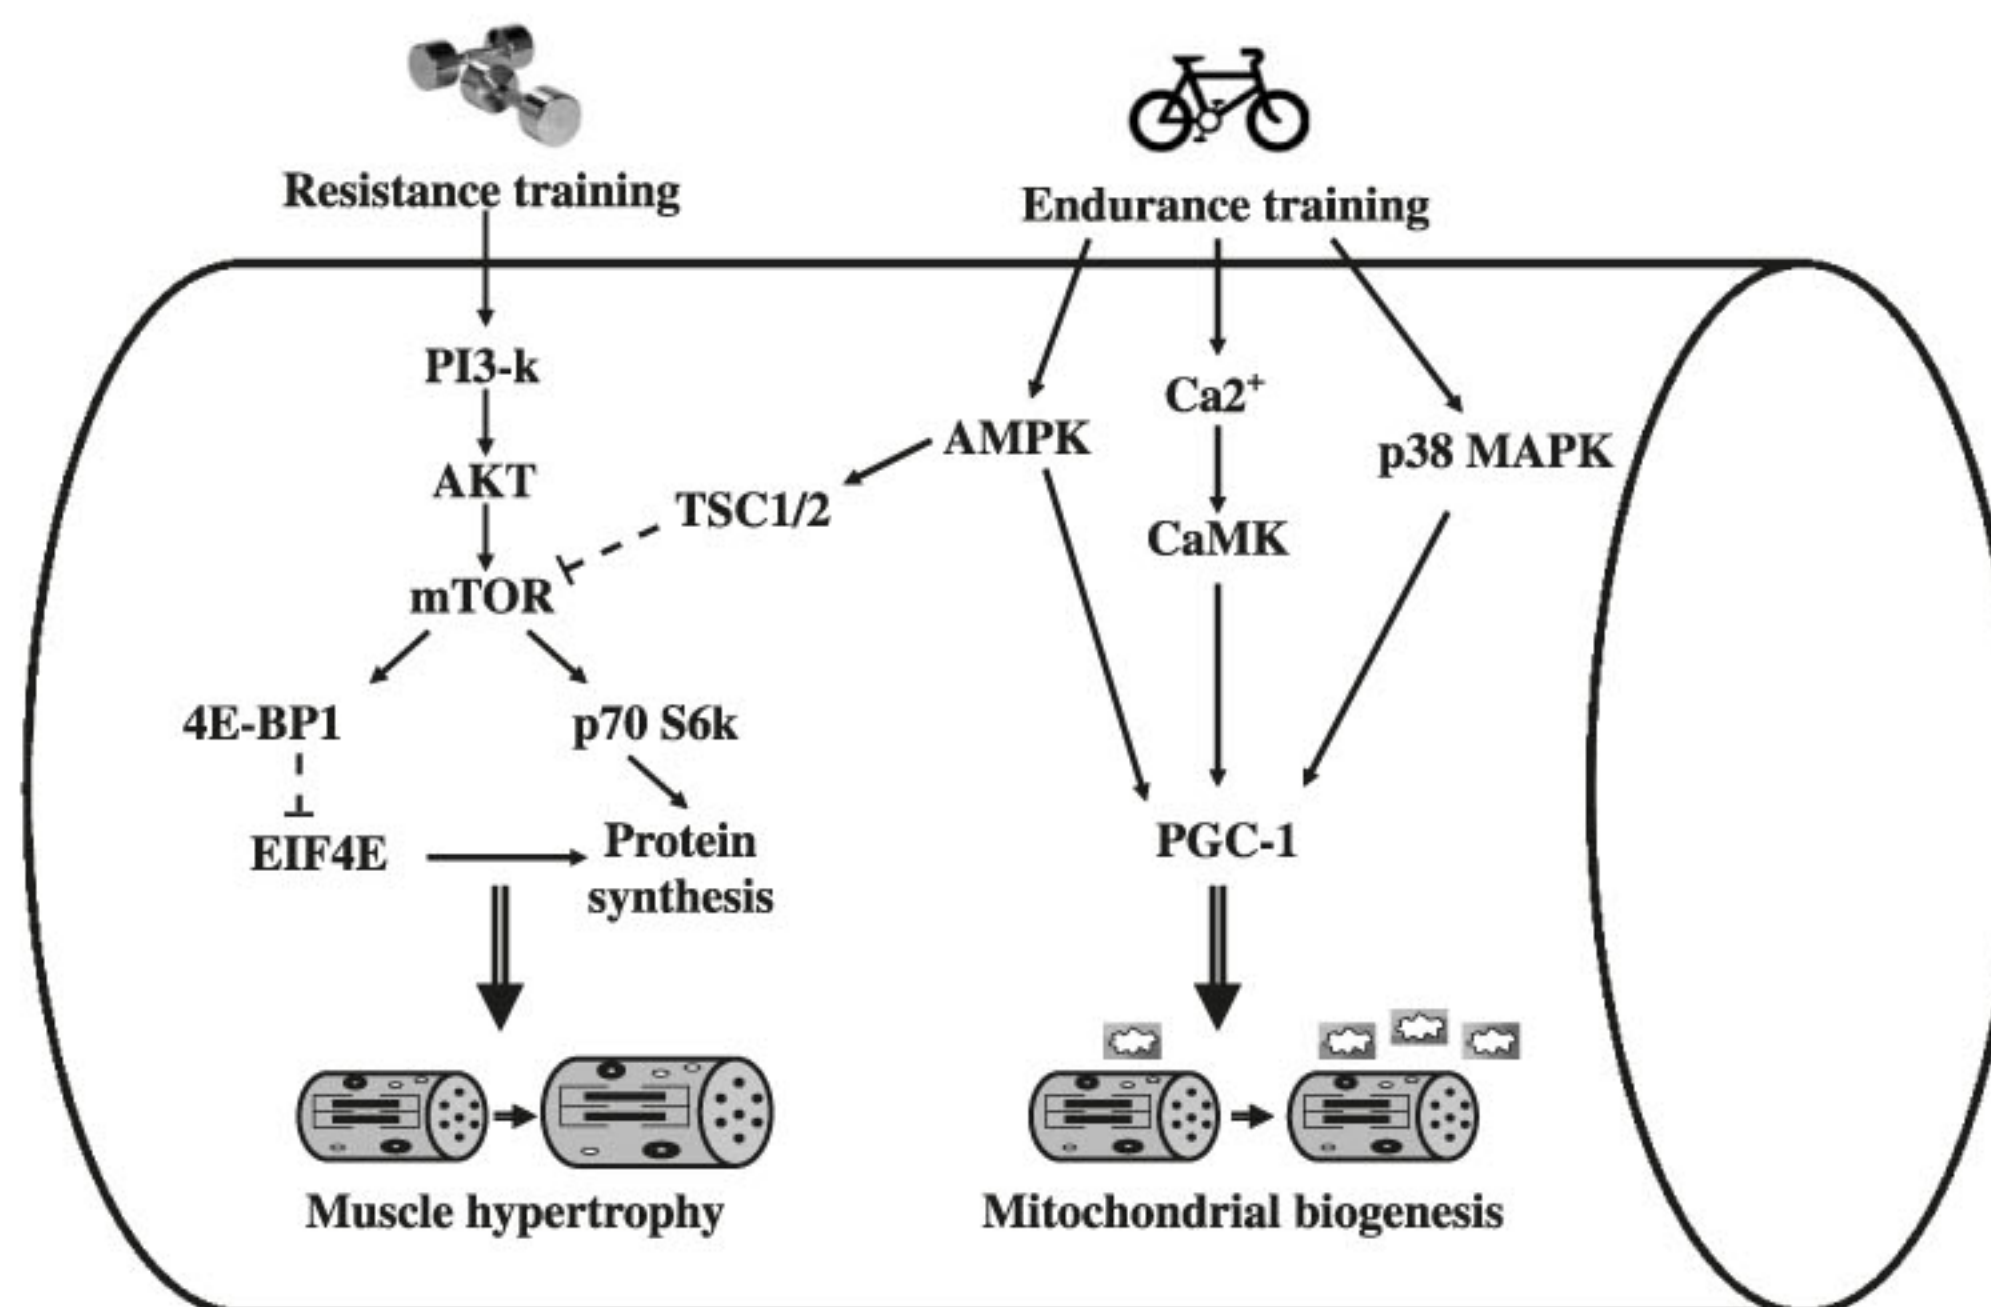 Resistance training
Endurance training
PI3-k
Ca2⁺
AMPK
p38 MAPK
AKT
TSC1/2
CaMK
mTOR
4E-BP1
p70 S6k
EIF4E
Protein
synthesis
PGC-1
Muscle hypertrophy
Mitochondrial biogenesis